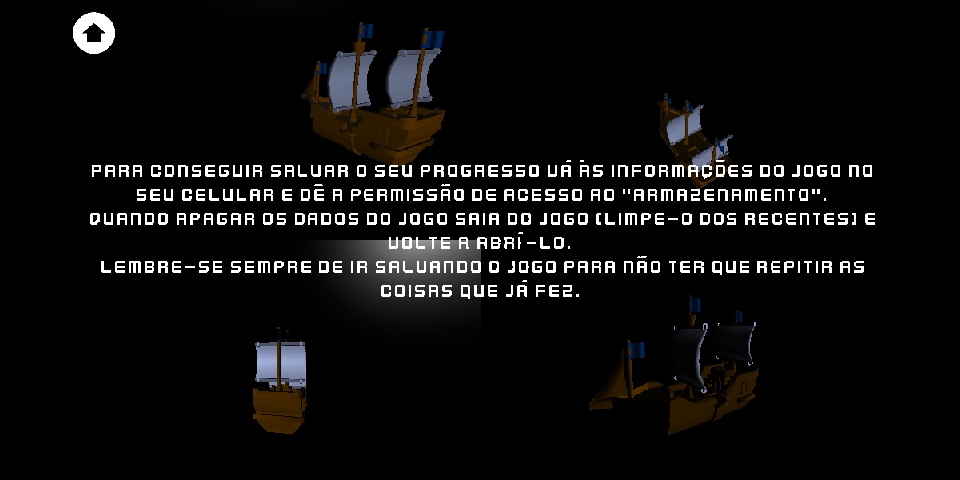 PARA CONSEGUIR SALVAR O SEU PROGRESSO VÁ ÀS INFORMAÇÕES DO JOGO NO
SEU CELULAR E DÊ A PERMISSÃO DE ACESSO AO "ARMAZENAMENTO".
QUANDO APAGAR OS DADOS DO JOGO SAIA DO JOGO (LIMPE-O DOS RECENTES) E
VOLTE A ABRÍ-LO.
LEMBRE-SE SEMPRE DE IR SALVANDO O JOGO PARA NÃO TER QUE REPITIR AS
COISAS QUE JÁ FEZ.